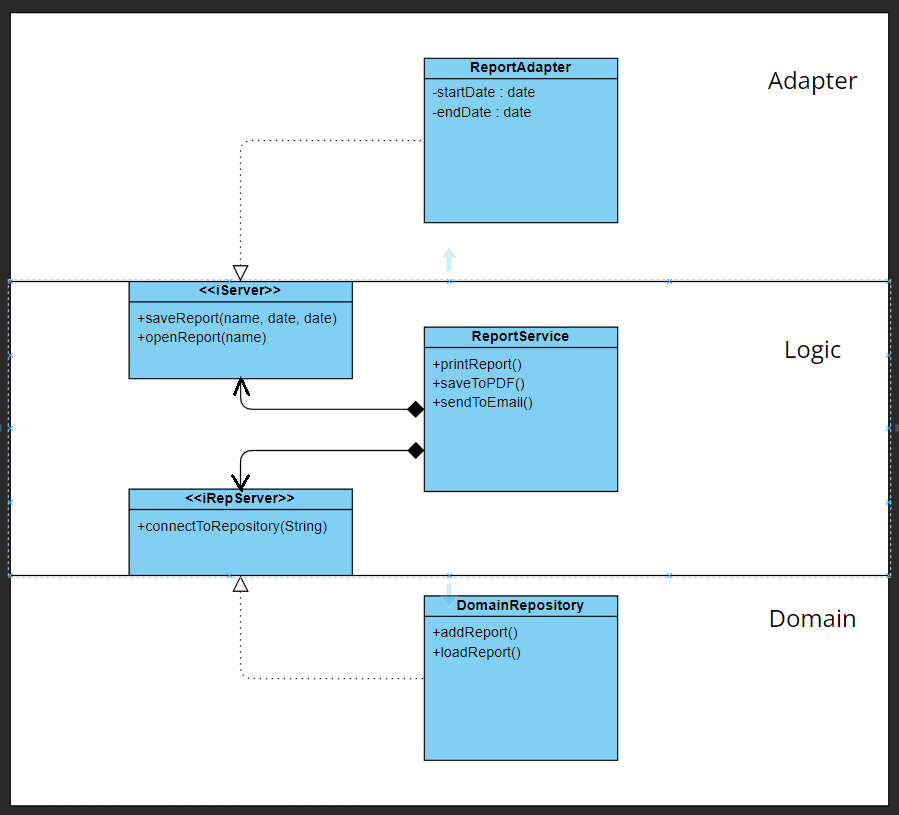 ReportAdapter
-startDate : date
-endDate : date
Adapter
<<iServer>>
+saveReport(name, date, date)
+openReport(name)
ReportService
+printReport()
+saveToPDF()
+sendToEmail()
Logic
<<iRepServer>>
+connectToRepository(String)
DomainRepository
+addReport()
+loadReport()
Domain